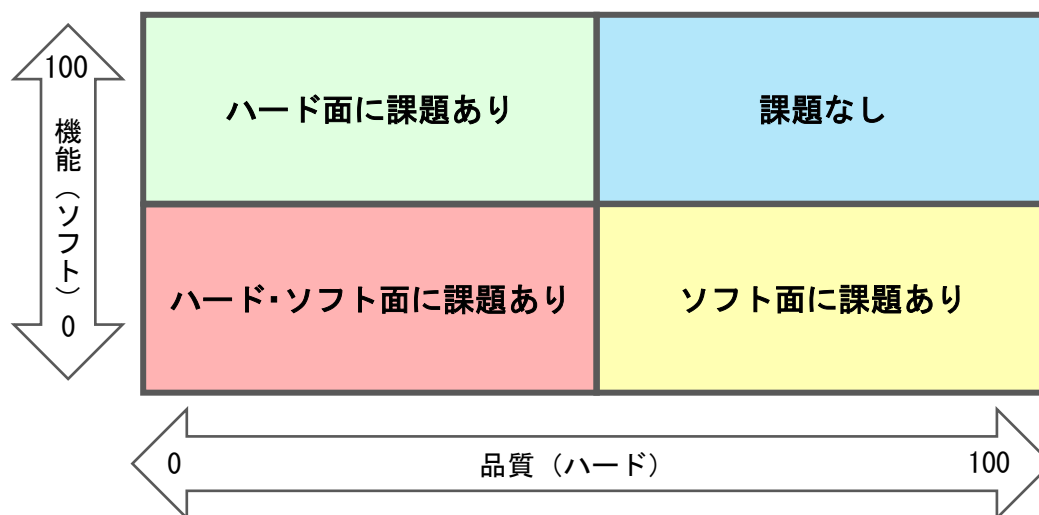 100
機能（ソフト）
0
ハード面に課題あり
課題なし
ハード・ソフト面に課題あり
ソフト面に課題あり
0
品質（ハード）
100